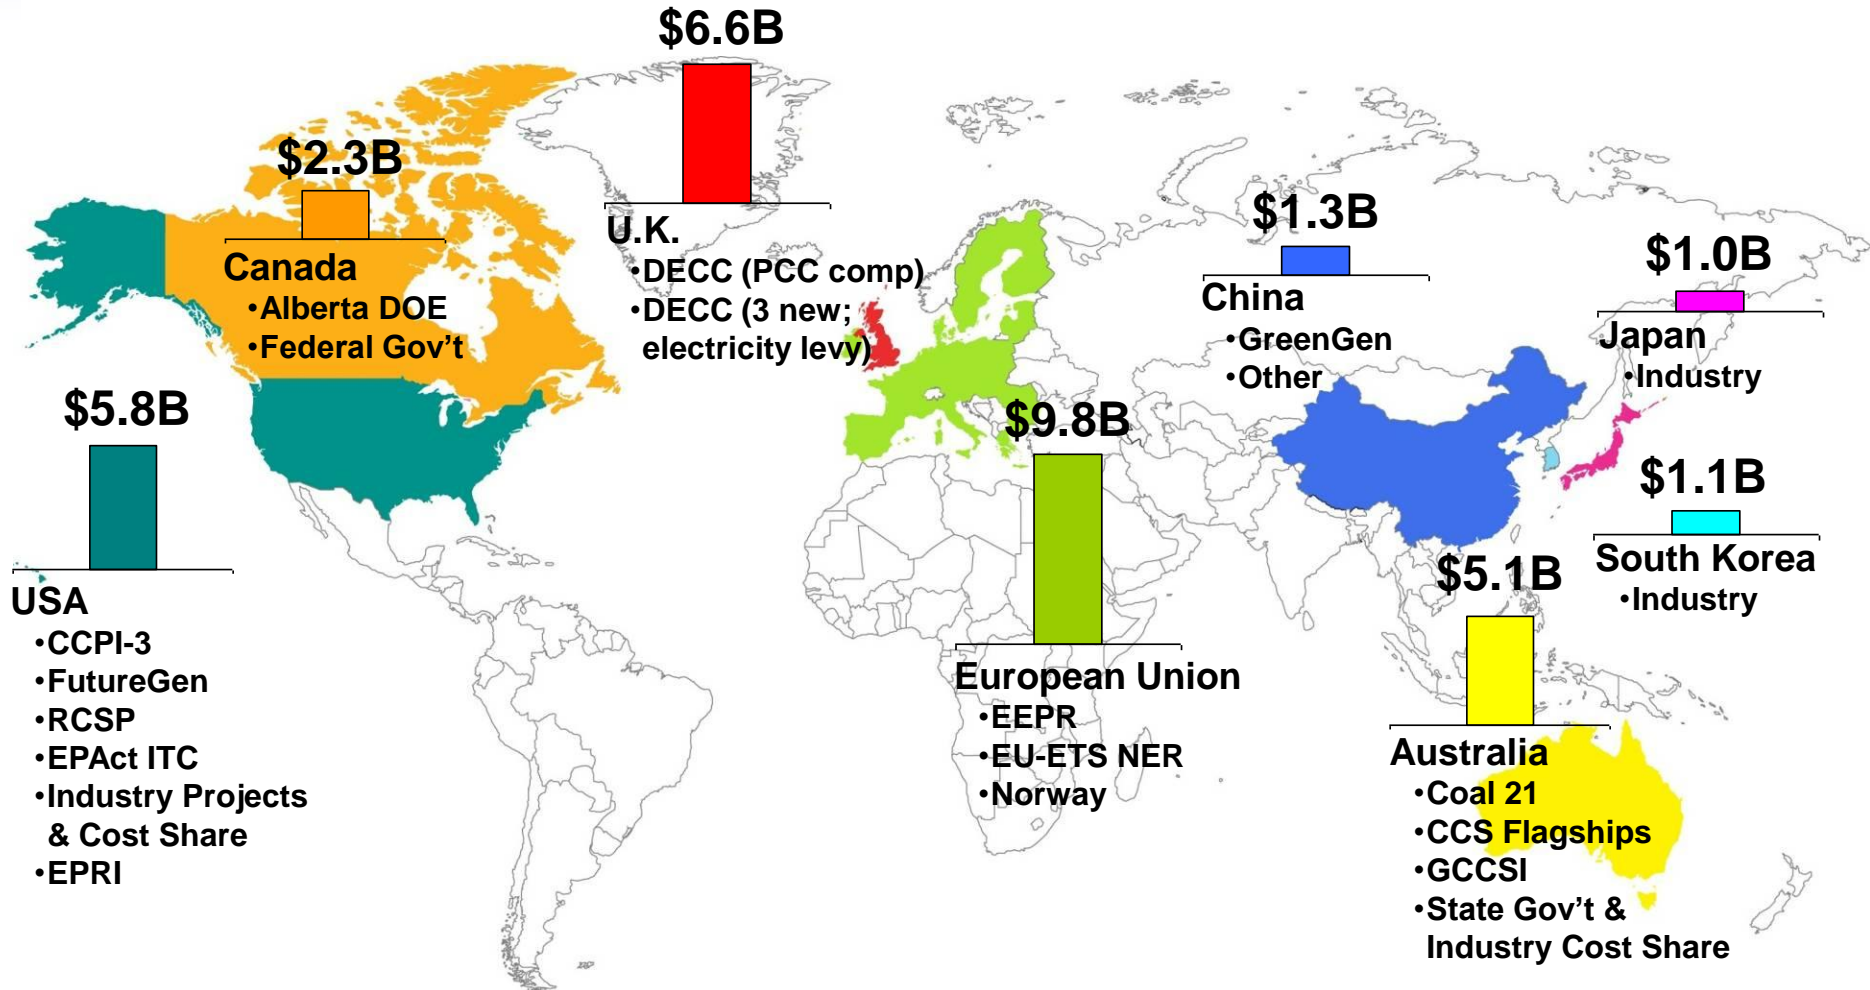 $6.6B
U.K.
•DECC (PCC comp)
•DECC (3 new;
electricity levy)
$2.3B
Canada
•Alberta DOE
•Federal Gov’t
$5.8B
USA
•CCPI-3
•FutureGen
•RCSP
•EPAct ITC
•Industry Projects
& Cost Share
•EPRI
$9.8B
European Union
•EEPR
•EU-ETS NER
•Norway
$1.3B
China
•GreenGen
•Other
$1.0B
Japan
•Industry
$1.1B
South Korea
•Industry
$5.1B
Australia
•Coal 21
•CCS Flagships
•GCCSI
•State Gov’t &
Industry Cost Share